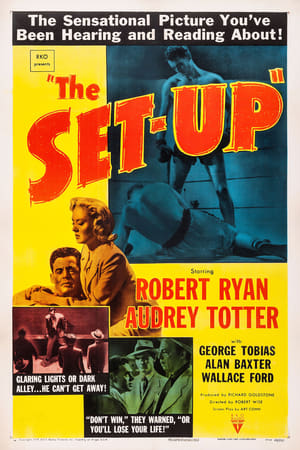 The Sensational Picture You've
Been Hearing and Reading About!
RKO
presents
"The
SET-UP"
Starring
ROBERT RYAN
AUDREY TOTTER
with
GEORGE TOBIAS
ALAN BAXTER
WALLACE FORD
Produced by RICHARD GOLDSTONE
Directed by ROBERT WISE
Screen Play by ART COHN
GLARING LIGHTS OR DARK
ALLEY...HE CAN'T GET AWAY!
"DON'T WIN," THEY WARNED, "OR
YOU'LL LOSE YOUR LIFE!"